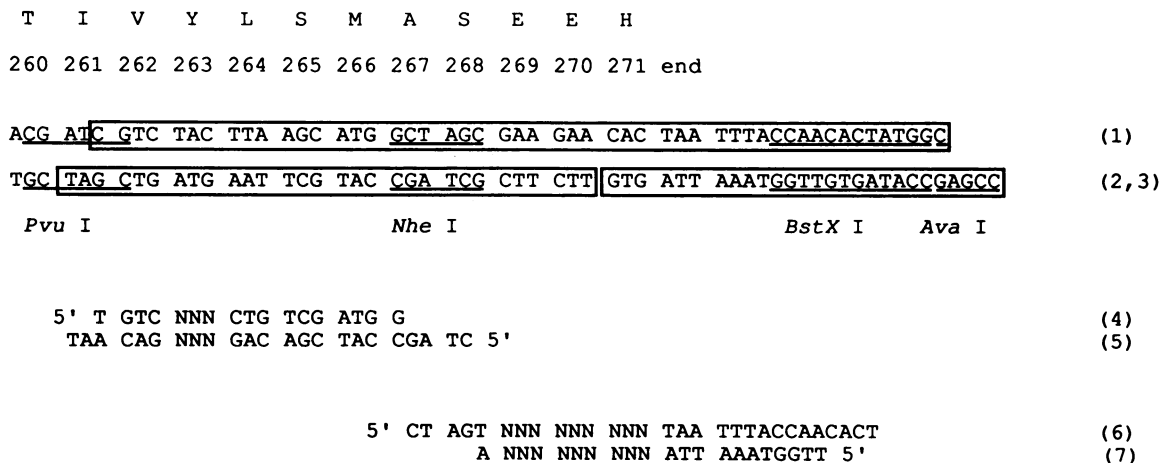 T I V Y L S M A S E E H
260 261 262 263 264 265 266 267 268 269 270 271 end
ACG ATC GTC TAC TTA AGC ATG GCT AGC GAA GAA CAC TAA TTTACCAACACTATGGC (1)
TGC TAGC TGATG AAT TCG TAC CGA TCG CTT CTT GTG ATT AAATGGTTGTGATACCGAGCC (2,3)
Pvu I Nhe I BstX I Ava I
5' T GTC NNN CTG TCG ATG G (4)
TAA CAG NNN GAC AGC TAC CGA TC 5' (5)
5' CT AGT NNN NNN NNN TAA TTTACCAACACT (6)
A NNN NNN NNN ATT AAATGGTT 5' (7)